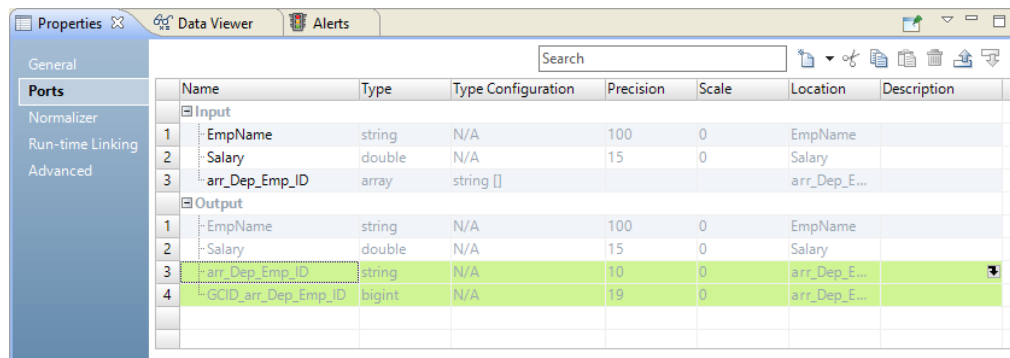 Properties Data Viewer Alerts
Search
General
Ports
Normalizer
Run-time Linking
Advanced
Name Type Type Configuration Precision Scale Location Description
Input
1 EmpName string N/A 100 0 EmpName
2 Salary double N/A 15 0 Salary
3 arr_Dep_Emp_ID array string [] arr_Dep_E...
Output
1 EmpName string N/A 100 0 EmpName
2 Salary double N/A 15 0 Salary
3 arr_Dep_Emp_ID string N/A 10 0 arr_Dep_E...
4 GCID_arr_Dep_Emp_ID bigint N/A 19 0 arr_Dep_E...